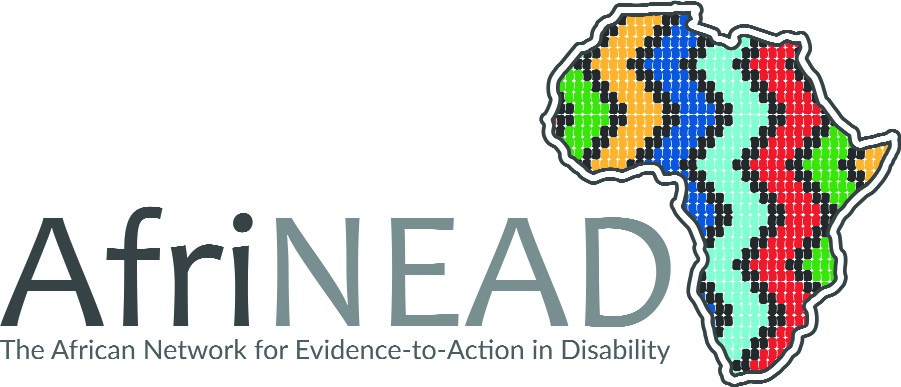 AfriNEAD
The African Network for Evidence-to-Action in Disability